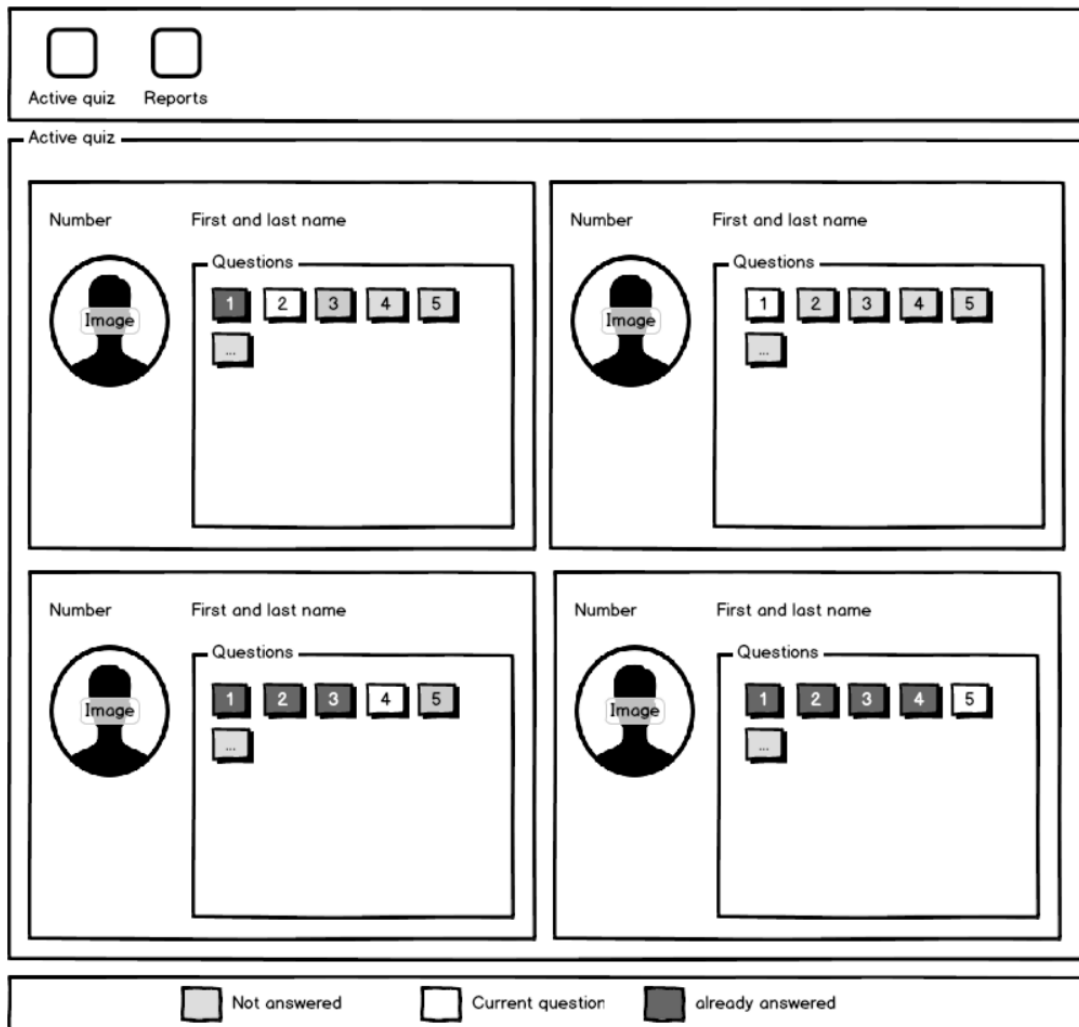 Active quiz Reports
Active quiz
Number First and last name
Questions
Image
1 2 3 4 5
...
Number First and last name
Questions
Image
1 2 3 4 5
...
Number First and last name
Questions
Image
1 2 3 4 5
...
Number First and last name
Questions
Image
1 2 3 4 5
...
Not answered Current question already answered